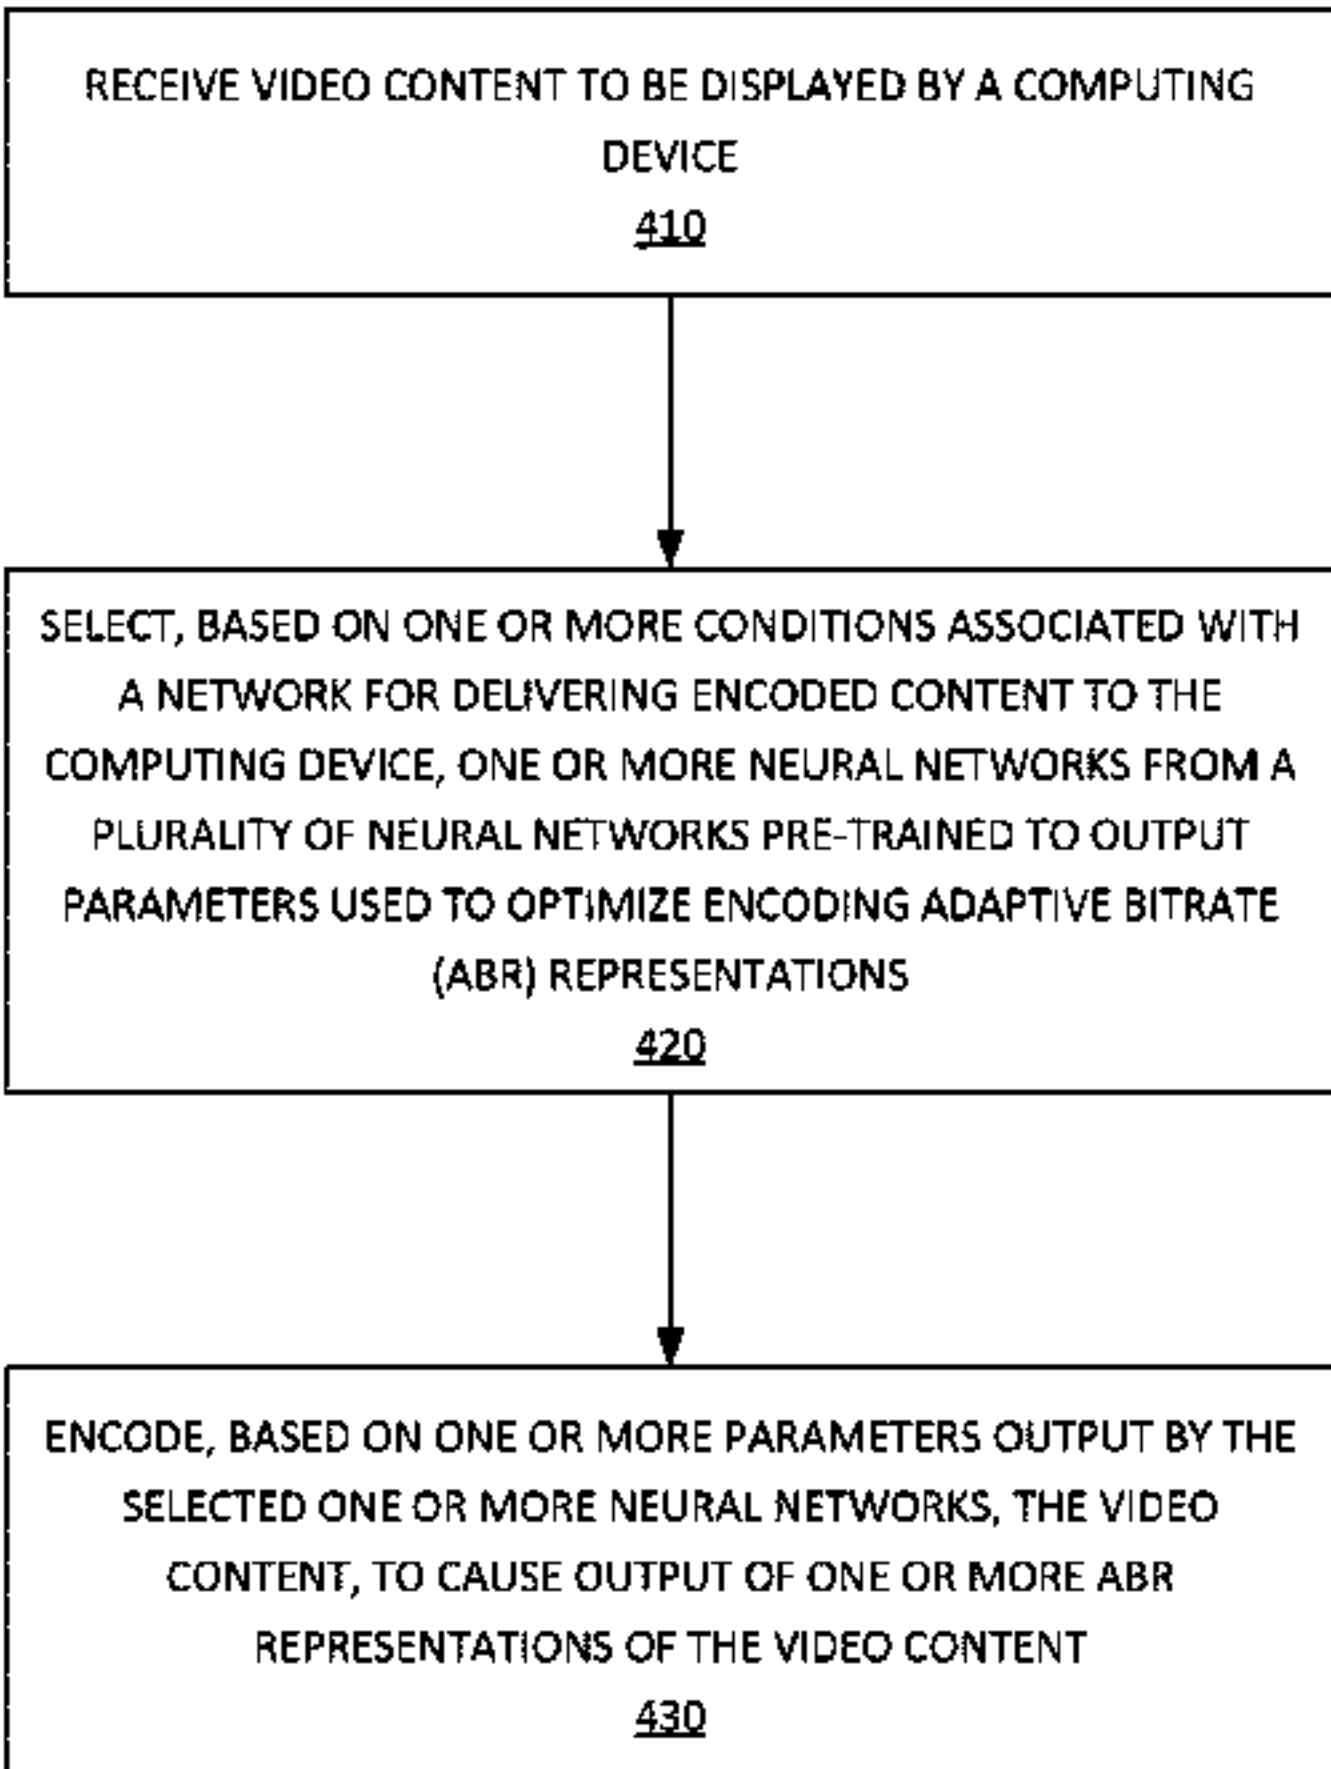 RECEIVE VIDEO CONTENT TO BE DISPLAYED BY A COMPUTING
DEVICE
410
SELECT, BASED ON ONE OR MORE CONDITIONS ASSOCIATED WITH
A NETWORK FOR DELIVERING ENCODED CONTENT TO THE
COMPUTING DEVICE, ONE OR MORE NEURAL NETWORKS FROM A
PLURALITY OF NEURAL NETWORKS PRE-TRAINED TO OUTPUT
PARAMETERS USED TO OPTIMIZE ENCODING ADAPTIVE BITRATE
(ABR) REPRESENTATIONS
420
ENCODE, BASED ON ONE OR MORE PARAMETERS OUTPUT BY THE
SELECTED ONE OR MORE NEURAL NETWORKS, THE VIDEO
CONTENT, TO CAUSE OUTPUT OF ONE OR MORE ABR
REPRESENTATIONS OF THE VIDEO CONTENT
430